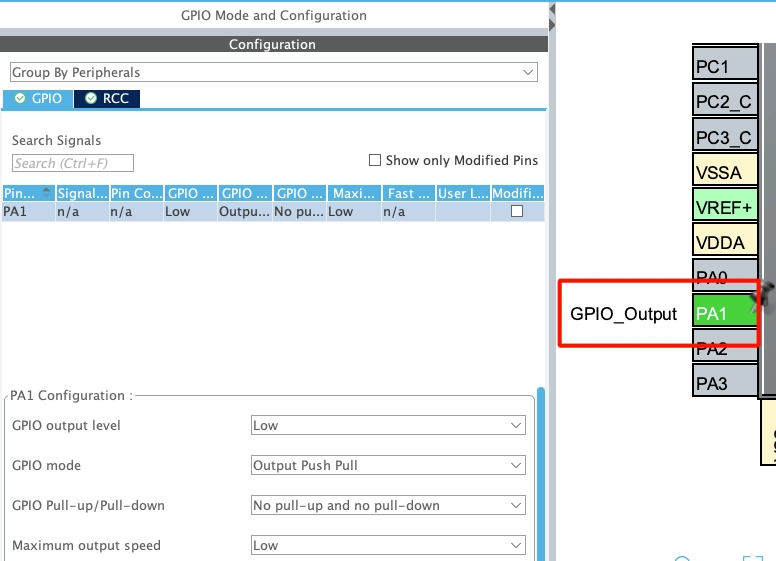 GPIO Mode and Configuration
Configuration
Group By Peripherals
GPIO
RCC
Search Signals
Search (Ctrl+F)
Show only Modified Pins
Pin... Signal... Pin Co... GPIO ... GPIO ... GPIO ... Maxi... Fast ... User L... Modifi...
PA1 n/a n/a Low Outpu... No pu... Low n/a
PA1 Configuration :
GPIO output level Low
GPIO mode Output Push Pull
GPIO Pull-up/Pull-down No pull-up and no pull-down
Maximum output speed Low
PC1
PC2_C
PC3_C
VSSA
VREF+
VDDA
PA0
GPIO_Output PA1
PA2
PA3